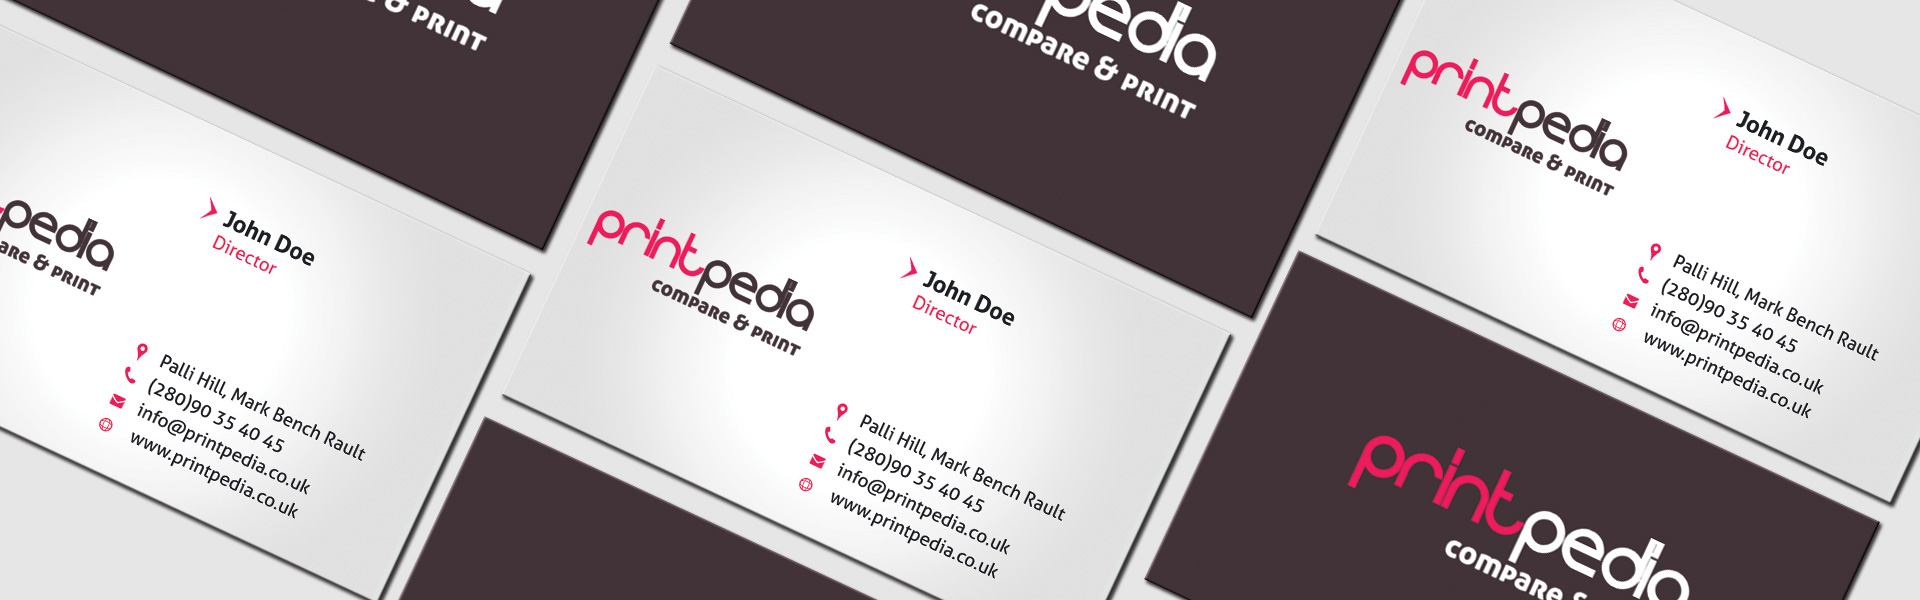 & PRINT
pedia
COMPARE & PRINT
printpedia
COMPARE & PRINT
John Doe
Director
Palli Hill, Mark Bench Rault
(280)90 35 40 45
info@printpedia.co.uk
www.printpedia.co.uk
pedia
& PRINT
John Doe
Director
Palli Hill, Mark Bench Rault
(280)90 35 40 45
info@printpedia.co.uk
www.printpedia.co.uk
printpedia
COMPARE & PRINT
John Doe
Director
Palli Hill, Mark Bench Rault
(280)90 35 40 45
info@printpedia.co.uk
www.printpedia.co.uk
printpedia
COMPARE &